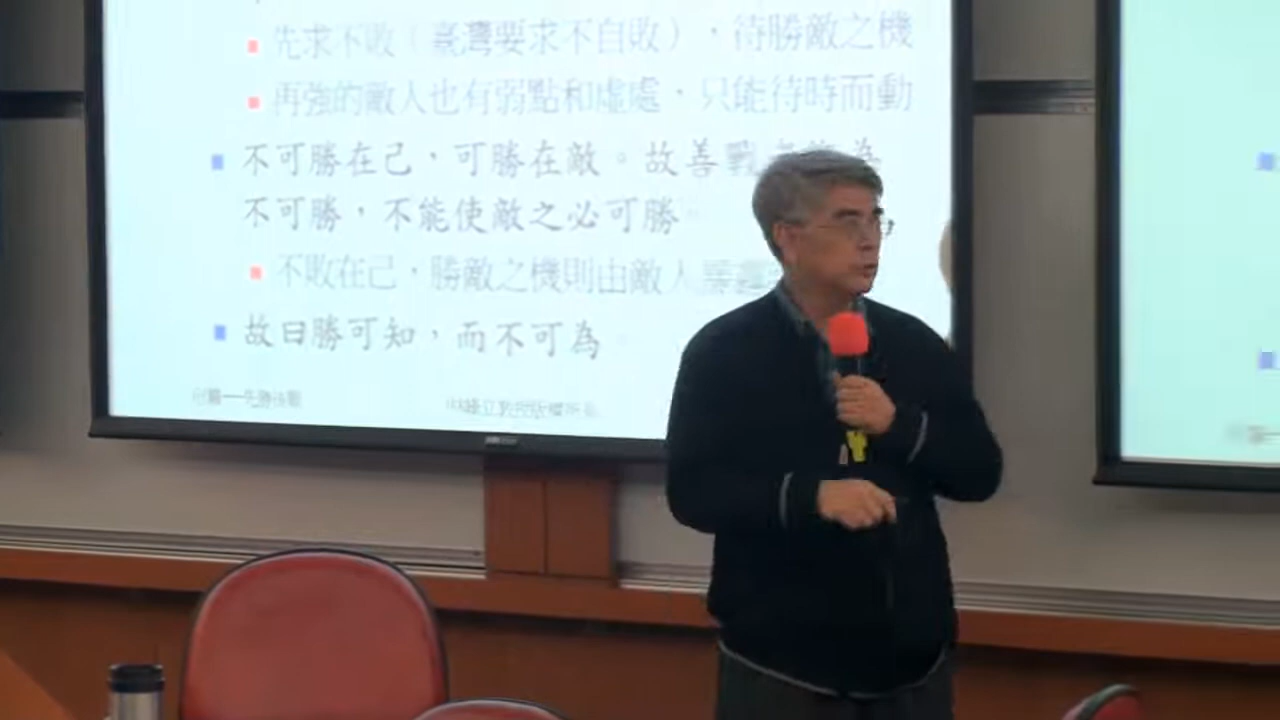 先求不敗（臺灣要求不自敗），待勝敵之機
再強的敵人也有弱點和虛處，只能待時而動
不可勝在己，可勝在敵。故善戰者能為
不可勝，不能使敵之必可勝。
不敗在己，勝敵之機則由敵人
故曰勝可知，而不可為